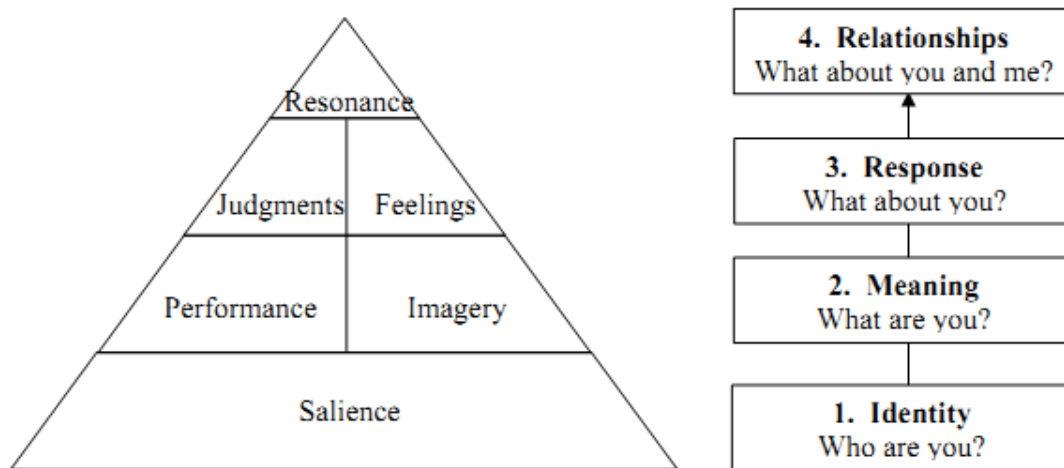 Resonance
Judgments
Feelings
Performance
Imagery
Salience
4. Relationships
What about you and me?
3. Response
What about you?
2. Meaning
What are you?
1. Identity
Who are you?